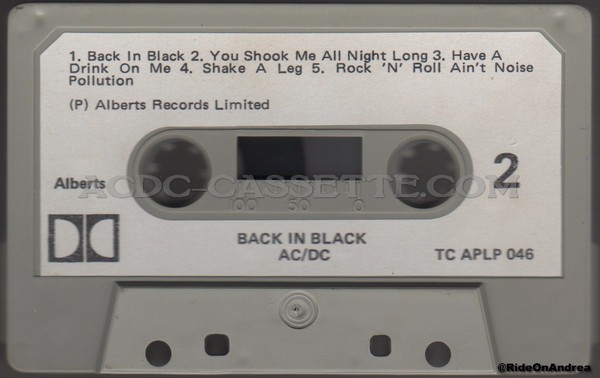 1. Back In Black 2. You Shook Me All Night Long 3. Have A
Drink On Me 4. Shake A Leg 5. Rock 'N' Roll Ain't Noise
Pollution
(P) Alberts Records Limited
Alberts
2
ACDC-CASSETTE.COM
100 50 0
BACK IN BLACK
AC/DC
TC APLP 046
@RideOnAndrea